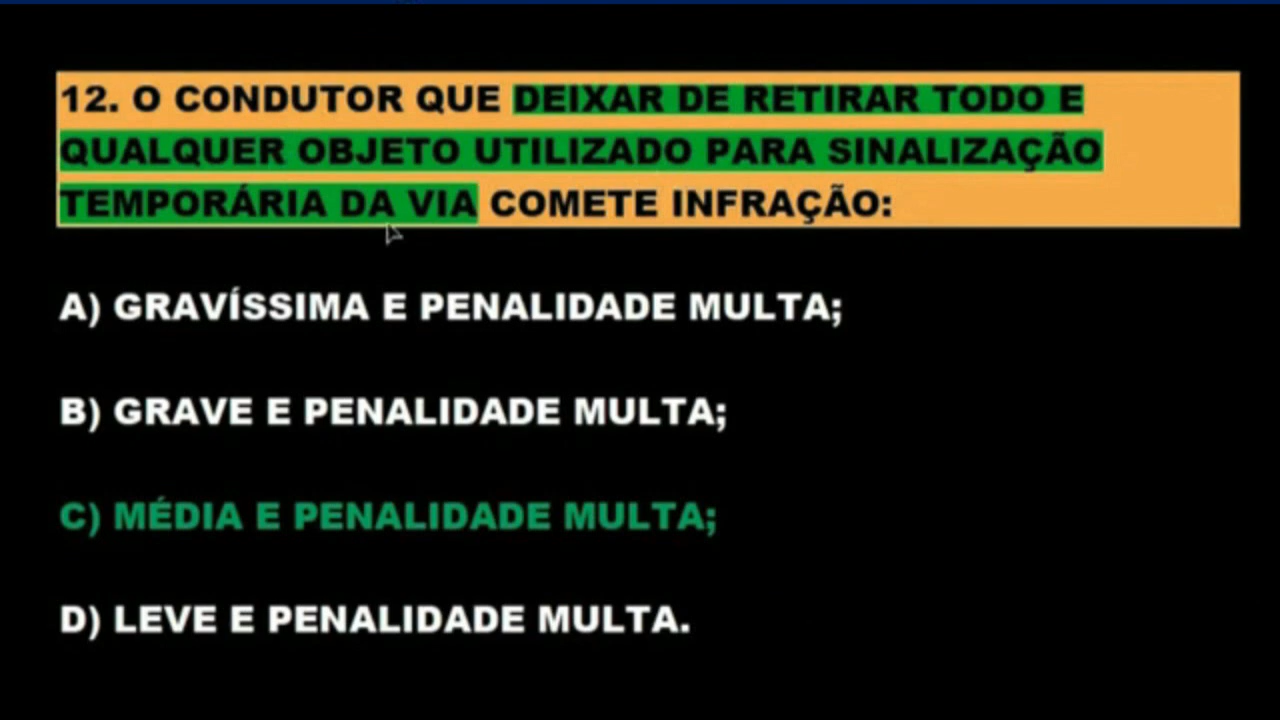 12. O CONDUTOR QUE DEIXAR DE RETIRAR TODO E
QUALQUER OBJETO UTILIZADO PARA SINALIZAÇÃO
TEMPORÁRIA DA VIA COMETE INFRAÇÃO:
A) GRAVÍSSIMA E PENALIDADE MULTA;
B) GRAVE E PENALIDADE MULTA;
C) MÉDIA E PENALIDADE MULTA;
D) LEVE E PENALIDADE MULTA.